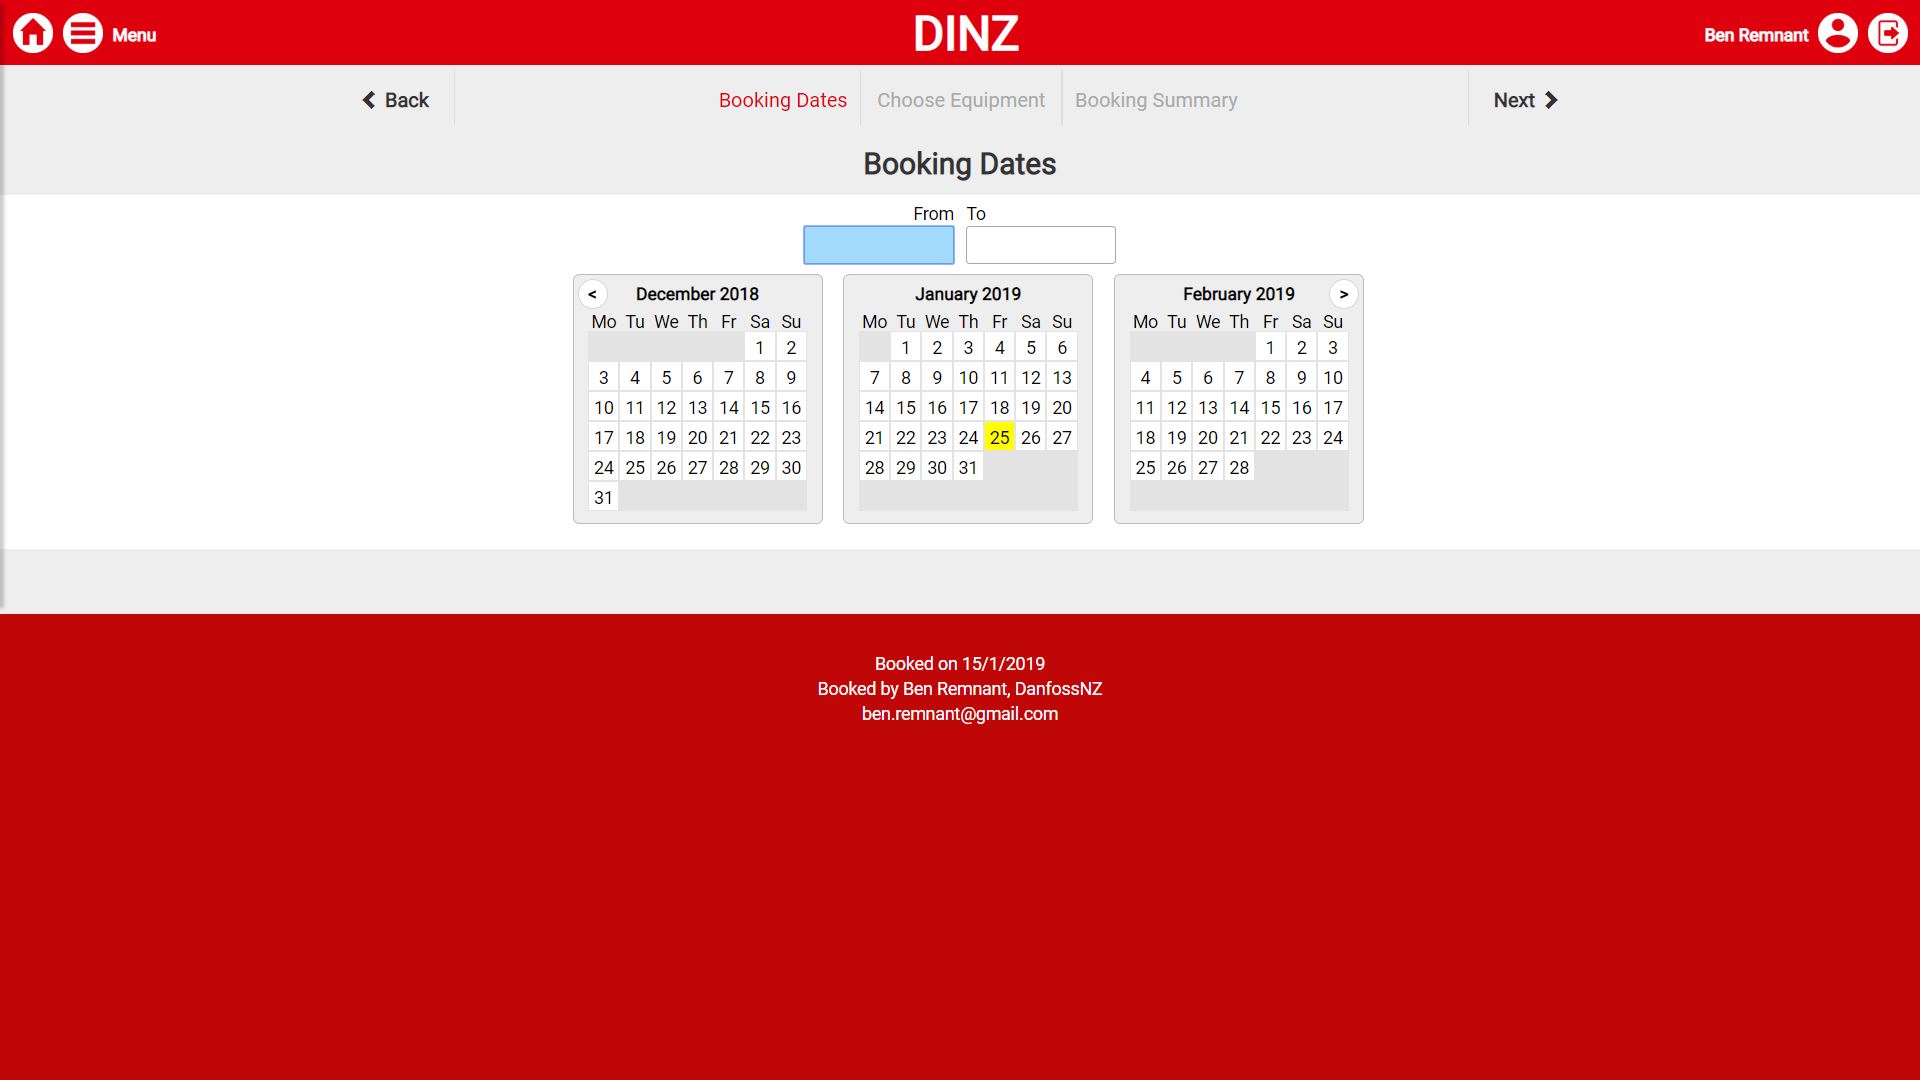 Menu
DINZ
Ben Remnant
Back
Booking Dates
Choose Equipment
Booking Summary
Next
Booking Dates
From To
< December 2018
Mo Tu We Th Fr Sa Su
1 2
3 4 5 6 7 8 9
10 11 12 13 14 15 16
17 18 19 20 21 22 23
24 25 26 27 28 29 30
31
January 2019
Mo Tu We Th Fr Sa Su
1 2 3 4 5 6
7 8 9 10 11 12 13
14 15 16 17 18 19 20
21 22 23 24 25 26 27
28 29 30 31
February 2019 >
Mo Tu We Th Fr Sa Su
1 2 3
4 5 6 7 8 9 10
11 12 13 14 15 16 17
18 19 20 21 22 23 24
25 26 27 28
Booked on 15/1/2019
Booked by Ben Remnant, DanfossNZ
ben.remnant@gmail.com